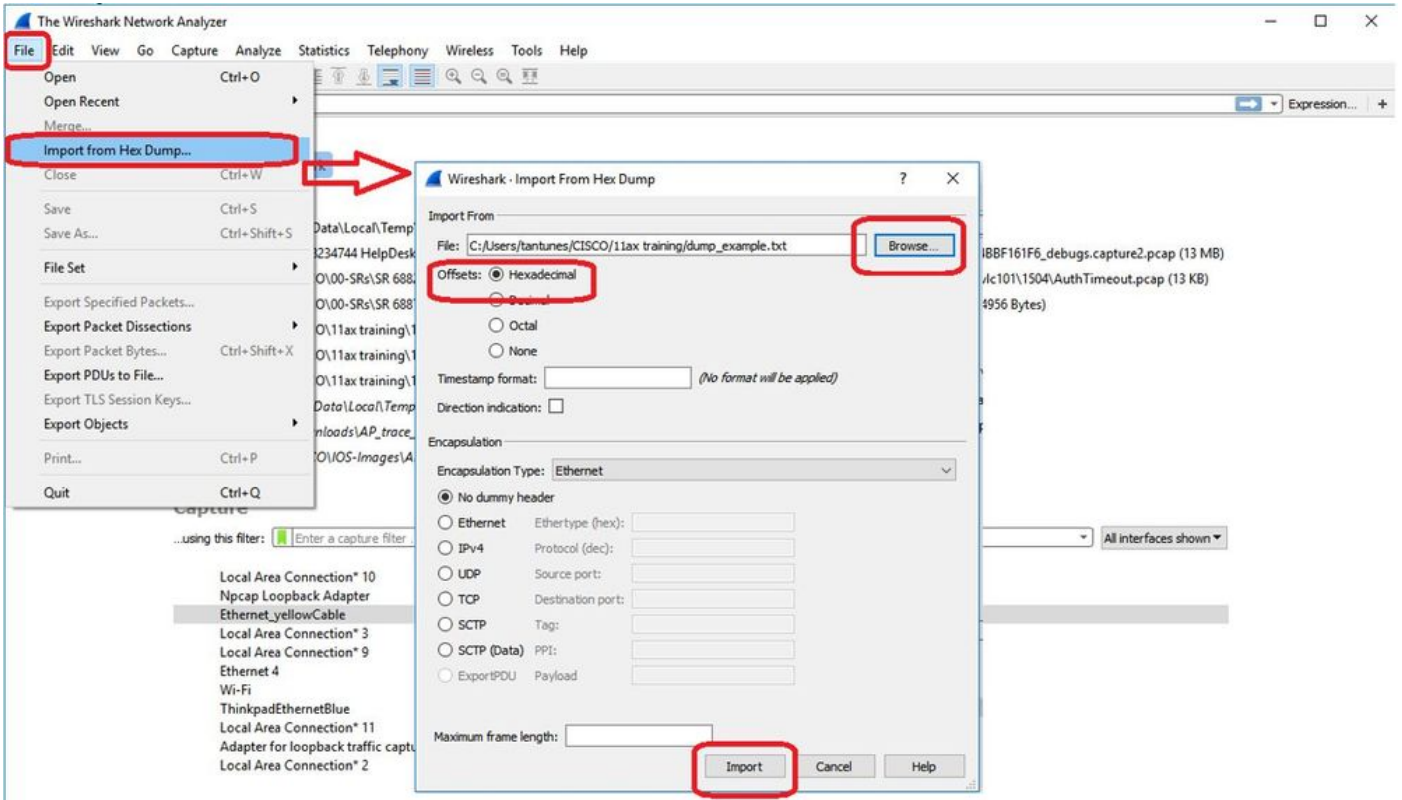 The Wireshark Network Analyzer
File Edit View Go Capture Analyze Statistics Telephony Wireless Tools Help
Open Ctrl+O
Open Recent
Merge...
Import from Hex Dump...
Close Ctrl+W
Save Ctrl+S
Save As... Ctrl+Shift+S
File Set
Export Specified Packets...
Export Packet Dissections
Export Packet Bytes... Ctrl+Shift+X
Export PDUs to File...
Export TLS Session Keys...
Export Objects
Print... Ctrl+P
Quit Ctrl+Q
Expression... +
Data\Local\Temp
3234744 HelpDesk
O\00-SRs\SR 688
O\00-SRs\SR 688
O\11ax training\1
O\11ax training\1
O\11ax training\1
Data\Local\Temp
nloads\AP_trace_
O\IOS-Images\A
Wireshark · Import From Hex Dump ? ×
Import From
File: C:/Users/tantunes/CISCO/11ax training/dump_example.txt Browse...
Offsets: Hexadecimal
Decimal
Octal
None
Timestamp format: (No format will be applied)
Direction indication:
Encapsulation
Encapsulation Type: Ethernet
No dummy header
Ethernet Ethertype (hex):
IPv4 Protocol (dec):
UDP Source port:
TCP Destination port:
SCTP Tag:
SCTP (Data) PPI:
ExportPDU Payload
Maximum frame length:
Import Cancel Help
BBF161F6_debugs.capture2.pcap (13 MB)
lc101\1504\AuthTimeout.pcap (13 KB)
4956 Bytes)
Capture
...using this filter: Enter a capture filter All interfaces shown
Local Area Connection* 10
Npcap Loopback Adapter
Ethernet_yellowCable
Local Area Connection* 3
Local Area Connection* 9
Ethernet 4
Wi-Fi
ThinkpadEthernetBlue
Local Area Connection* 11
Adapter for loopback traffic captu
Local Area Connection* 2